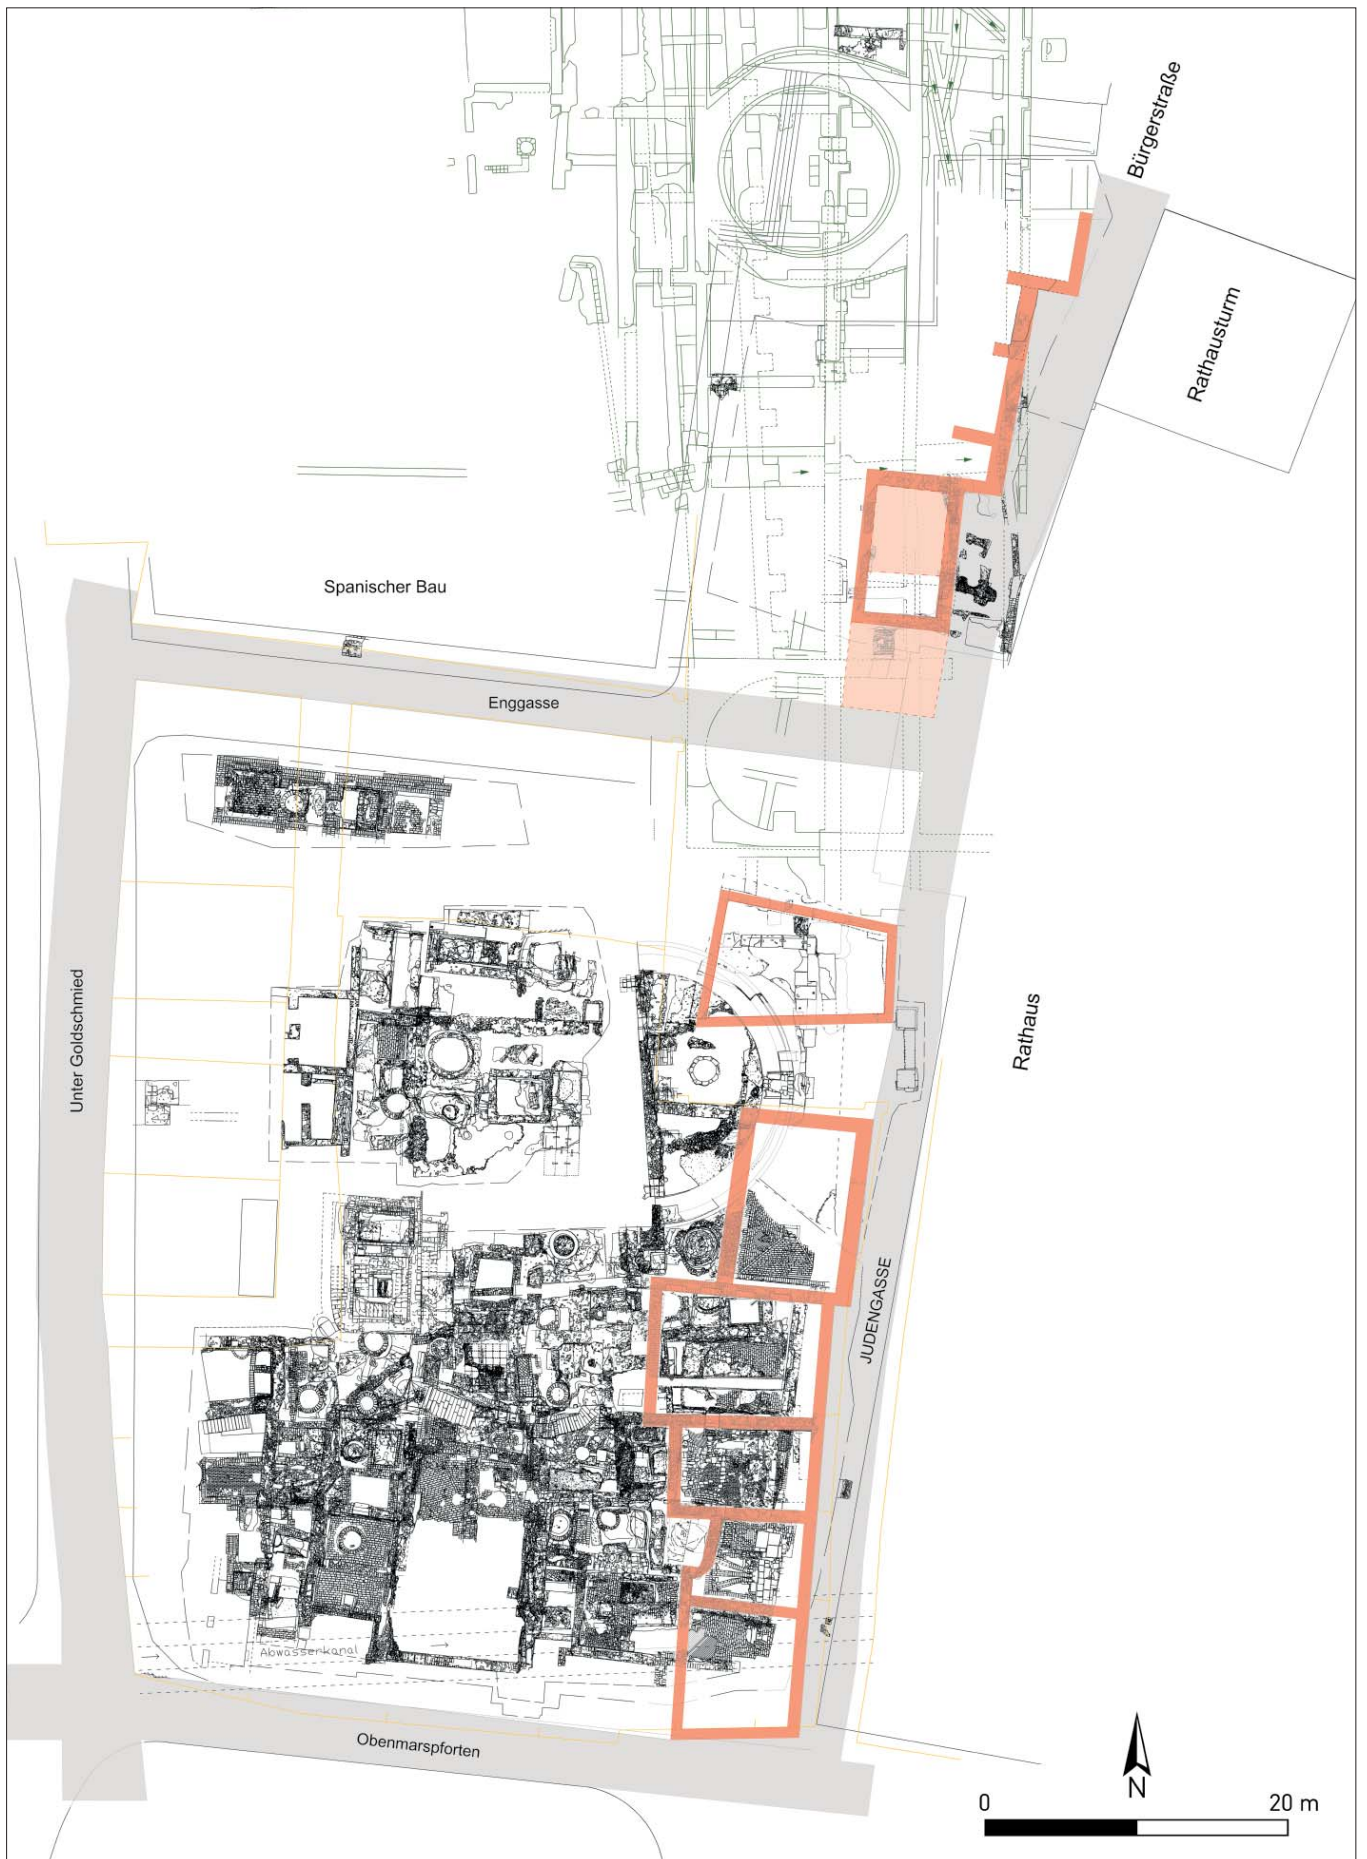 Bürgerstraße
Rathausturm
Spanischer Bau
Enggasse
Unter Goldschmied
Rathaus
JUDENGASSE
Abwasserkanal
Obenmarspforten
N
0 20 m